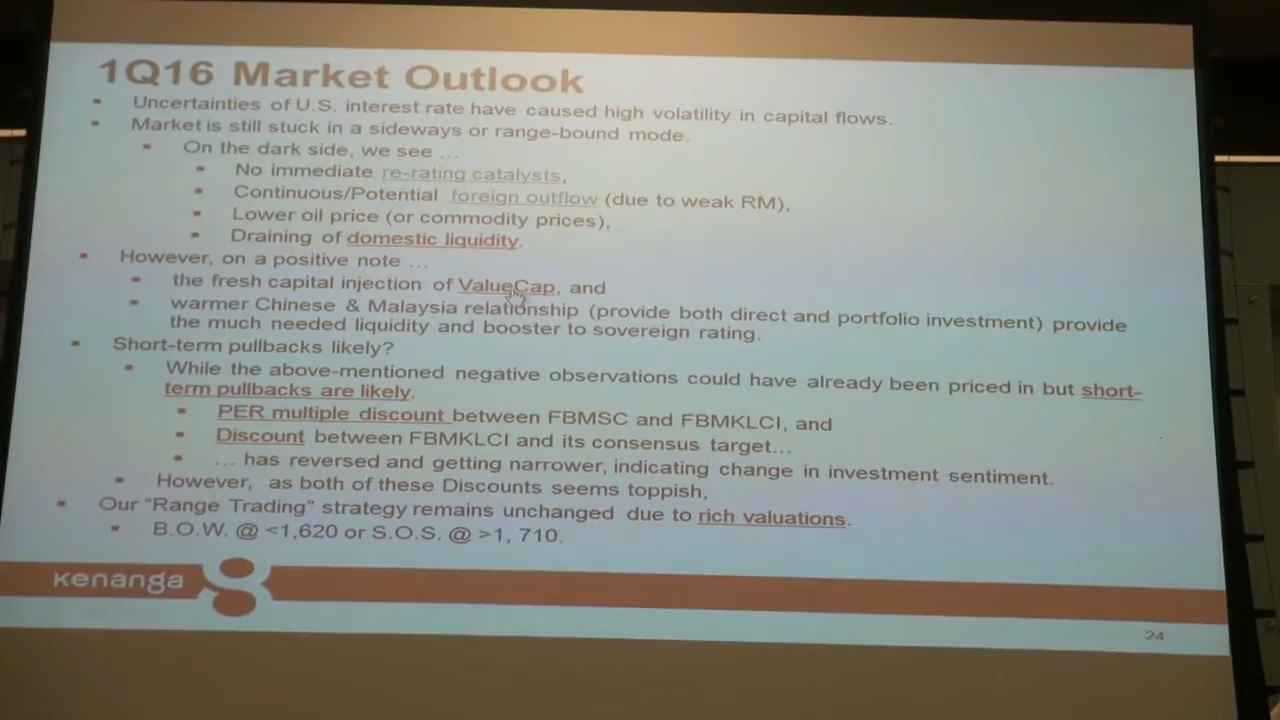 1Q16 Market Outlook
Uncertainties of U.S. interest rate have caused high volatility in capital flows.
Market is still stuck in a sideways or range-bound mode.
On the dark side, we see ...
No immediate re-rating catalysts,
Continuous/Potential foreign outflow (due to weak RM),
Lower oil price (or commodity prices),
Draining of domestic liquidity.
However, on a positive note ...
the fresh capital injection of ValueCap, and
warmer Chinese & Malaysia relationship (provide both direct and portfolio investment) provide
the much needed liquidity and booster to sovereign rating.
Short-term pullbacks likely?
While the above-mentioned negative observations could have already been priced in but short-
term pullbacks are likely.
PER multiple discount between FBMSC and FBMKLCI, and
Discount between FBMKLCI and its consensus target...
... has reversed and getting narrower, indicating change in investment sentiment.
However, as both of these Discounts seems toppish,
Our “Range Trading” strategy remains unchanged due to rich valuations.
B.O.W. @ <1,620 or S.O.S. @ >1, 710.
kenanga
24